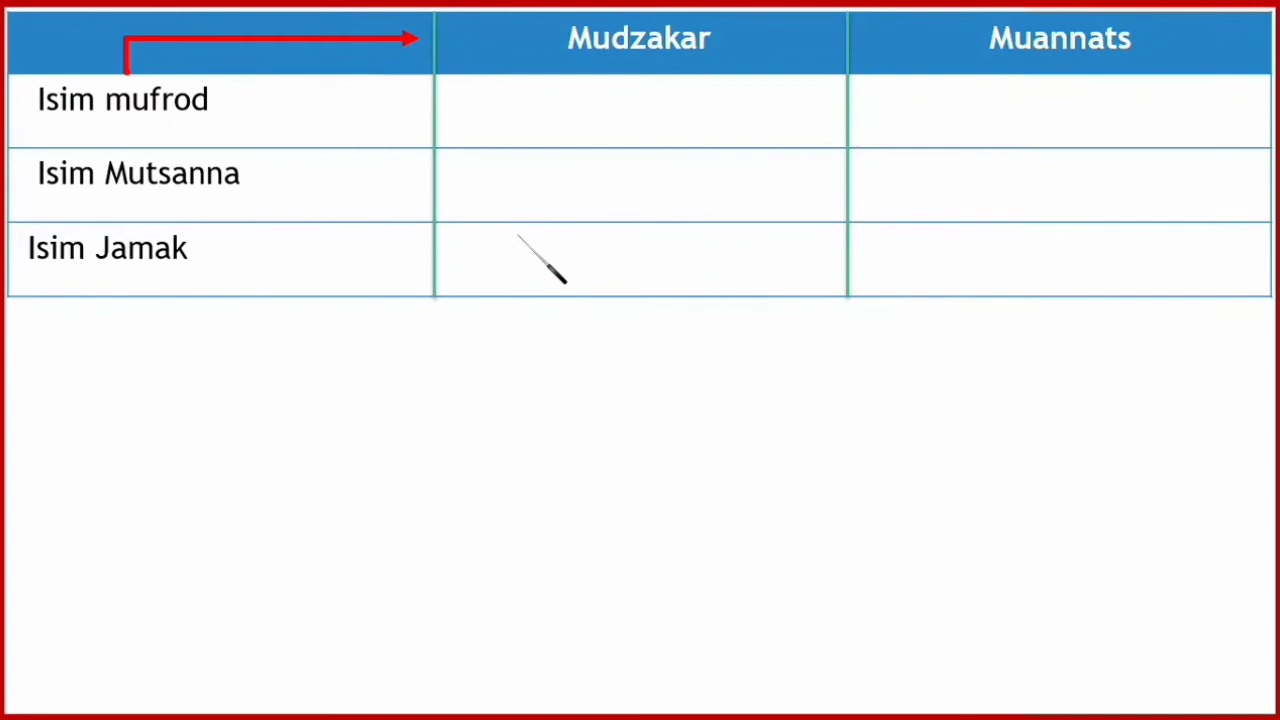 Mudzakar Muannats
Isim mufrod
Isim Mutsanna
Isim Jamak